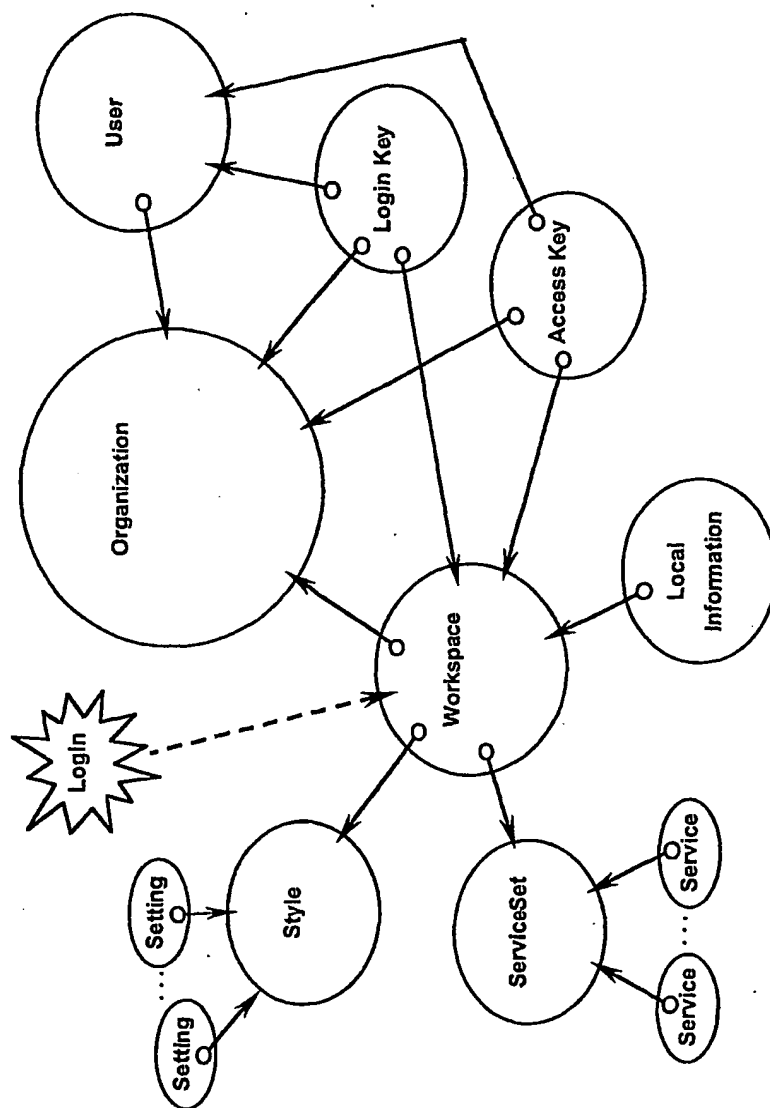 User
Login Key
Access Key
Organization
Local
Information
Workspace
LogIn
Style
Setting
.....
Setting
ServiceSet
Service
.....
Service